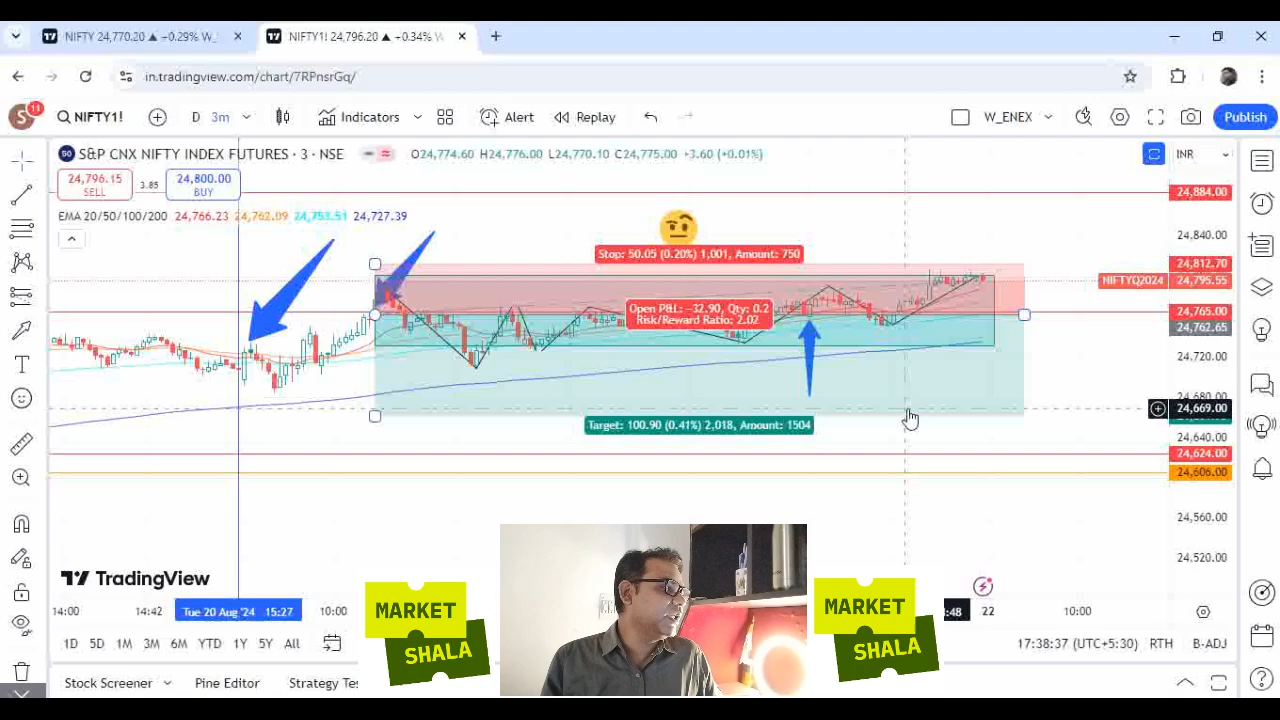 NIFTY 24,770.20 ▲ +0.29% W_
NIFTY1! 24,796.20 ▲ +0.34% W
in.tradingview.com/chart/7RPnsrGq/
S 11 NIFTY1! D 3m Indicators Alert Replay W_ENEX Publish
50 S&P CNX NIFTY INDEX FUTURES · 3 · NSE O24,774.60 H24,776.00 L24,770.10 C24,775.00 +3.60 (+0.01%) INR
24,796.15 SELL 3.85 24,800.00 BUY
EMA 20/50/100/200 24,766.23 24,762.09 24,753.51 24,727.39
Stop: 50.05 (0.20%) 1,001, Amount: 750
Open P&L: −32.90, Qty: 0.2
Risk/Reward Ratio: 2.02
Target: 100.90 (0.41%) 2,018, Amount: 1504
24,884.00
24,840.00
24,812.70
NIFTYQ2024 24,795.55
24,765.00
24,762.65
24,720.00
24,680.00
24,669.00
24,640.00
24,624.00
24,606.00
24,560.00
24,520.00
TradingView
14:00 14:42 Tue 20 Aug '24 15:27 10:00 :48 22 10:00
MARKET SHALA
MARKET SHALA
1D 5D 1M 3M 6M YTD 1Y 5Y All 17:38:37 (UTC+5:30) RTH B-ADJ
Stock Screener Pine Editor Strategy Tes